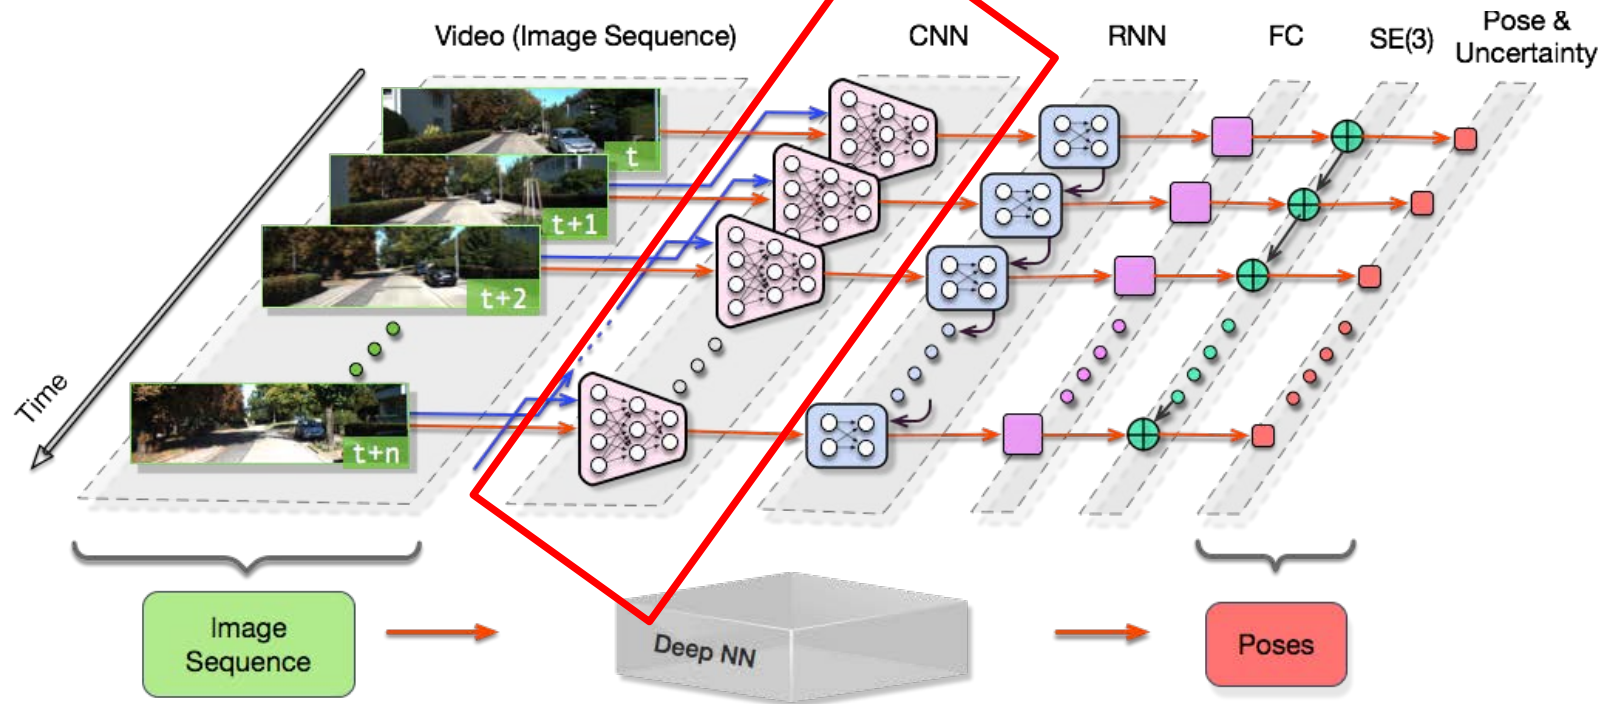 Video (Image Sequence)
CNN
RNN
FC
SE(3)
Pose &
Uncertainty
t
t+1
t+2
t+n
Time
Image
Sequence
Deep NN
Poses